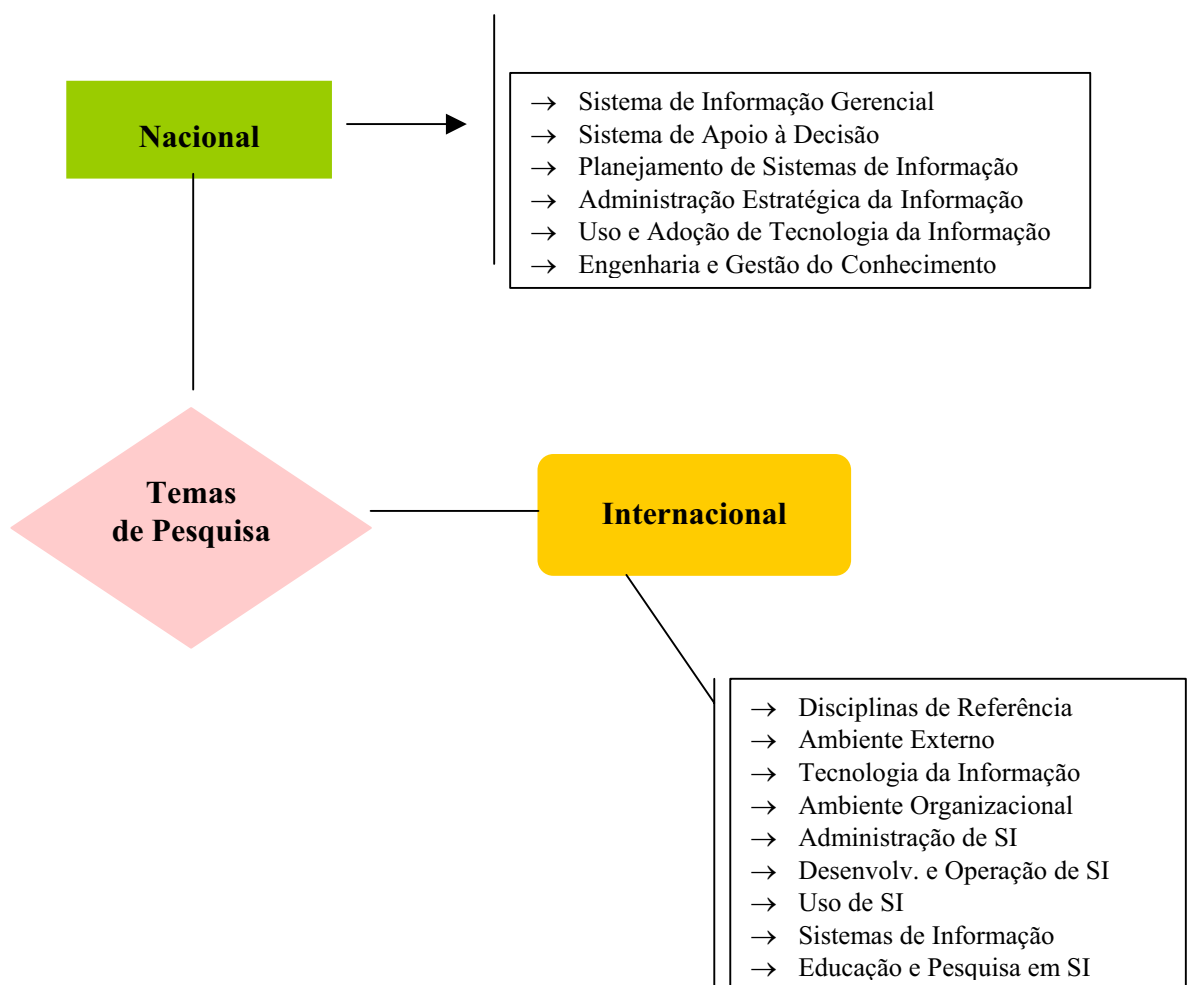 Nacional
→ Sistema de Informação Gerencial
→ Sistema de Apoio à Decisão
→ Planejamento de Sistemas de Informação
→ Administração Estratégica da Informação
→ Uso e Adoção de Tecnologia da Informação
→ Engenharia e Gestão do Conhecimento
Temas
de Pesquisa
Internacional
→ Disciplinas de Referência
→ Ambiente Externo
→ Tecnologia da Informação
→ Ambiente Organizacional
→ Administração de SI
→ Desenvolv. e Operação de SI
→ Uso de SI
→ Sistemas de Informação
→ Educação e Pesquisa em SI